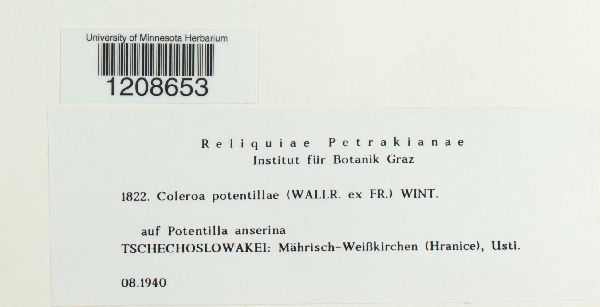 University of Minnesota Herbarium
1208653
Reliquiae Petrakianae
Institut für Botanik Graz
1822. Coleroa potentillae (WALLR. ex FR.) WINT.
auf Potentilla anserina
TSCHECHOSLOWAKEI: Mährisch-Weißkirchen (Hranice), Usti.
08.1940